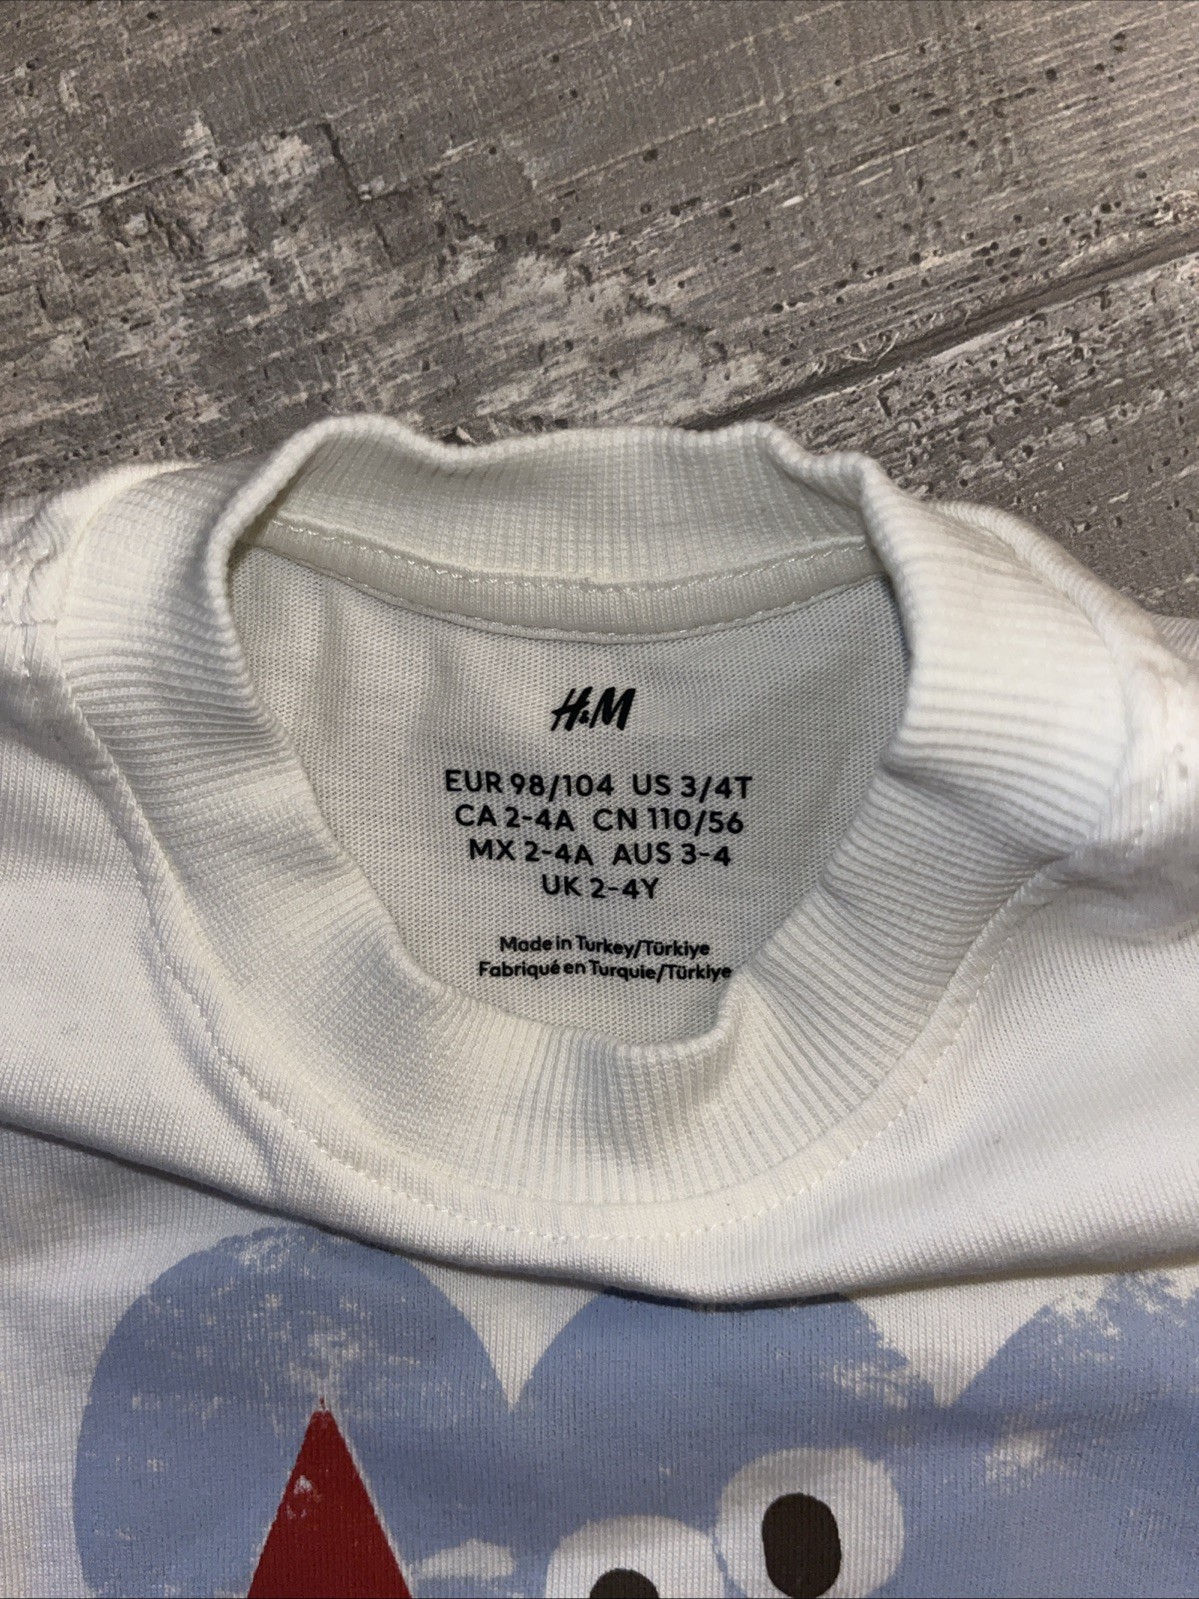 H&M
EUR 98/104 US 3/4T
CA 2-4A CN 110/56
MX 2-4A AUS 3-4
UK 2-4Y
Made in Turkey/Türkiye
Fabriqué en Turquie/Türkiye